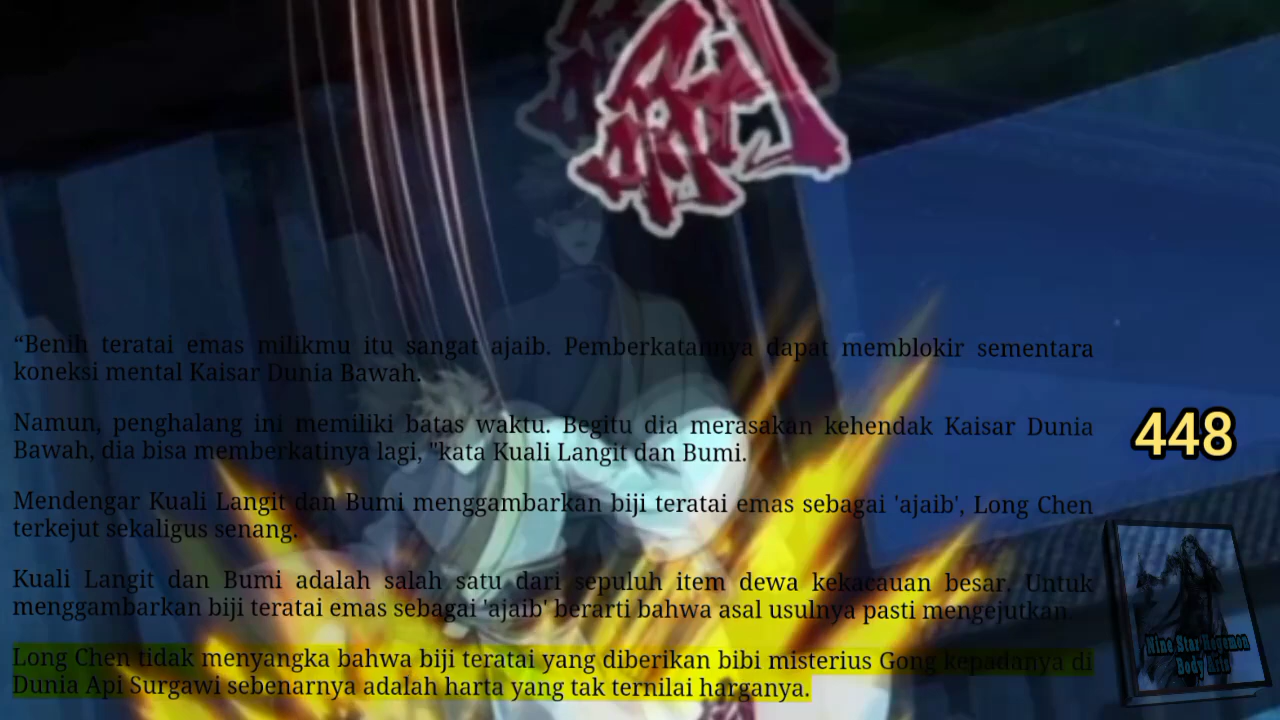 “Benih teratai emas milikmu itu sangat ajaib. Pemberkatannya dapat memblokir sementara
koneksi mental Kaisar Dunia Bawah.
Namun, penghalang ini memiliki batas waktu. Begitu dia merasakan kehendak Kaisar Dunia
Bawah, dia bisa memberkatinya lagi, "kata Kuali Langit dan Bumi.
Mendengar Kuali Langit dan Bumi menggambarkan biji teratai emas sebagai 'ajaib', Long Chen
terkejut sekaligus senang.
Kuali Langit dan Bumi adalah salah satu dari sepuluh item dewa kekacauan besar. Untuk
menggambarkan biji teratai emas sebagai 'ajaib' berarti bahwa asal usulnya pasti mengejutkan.
Long Chen tidak menyangka bahwa biji teratai yang diberikan bibi misterius Gong kepadanya di
Dunia Api Surgawi sebenarnya adalah harta yang tak ternilai harganya.
448
Nine Star Hegemon
Body Arts